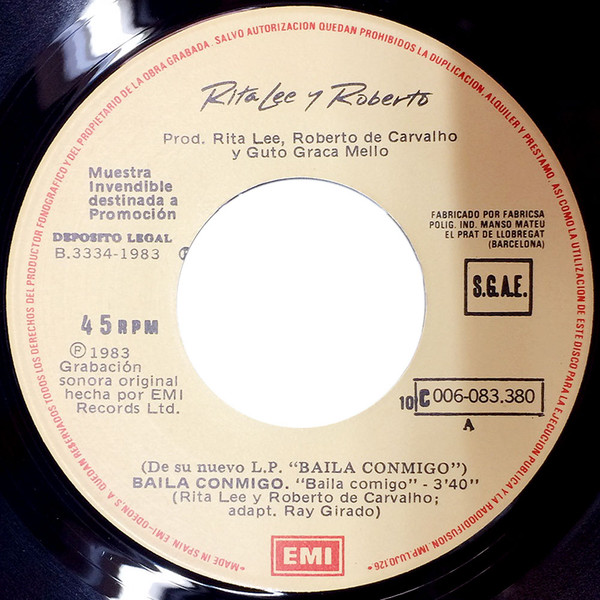 RESERVADOS TODOS LOS DERECHOS DEL PRODUCTOR FONOGRAFICO Y DEL PROPIETARIO DE LA OBRA GRABADA. SALVO AUTORIZACION QUEDAN PROHIBIDOS LA DUPLICACION, ALQUILER Y PRESTAMO, ASI COMO LA UTILIZACION DE ESTE DISCO PARA LA EJECUCION PUBLICA Y LA RADIODIFUSION. IMP LUJO, 126 •
Rita Lee y Roberto
Prod. Rita Lee, Roberto de Carvalho
y Guto Graca Mello
Muestra
Invendible
destinada a
Promoción
DEPOSITO LEGAL
B.3334-1983
FABRICADO POR FABRICSA
POLIG. IND. MANSO MATEU
EL PRAT DE LLOBREGAT
(BARCELONA)
S.G.A.E.
45 RPM
Ⓟ 1983
Grabación
sonora original
hecha por EMI
Records Ltd.
10C 006-083.380
A
(De su nuevo L.P. "BAILA CONMIGO")
BAILA CONMIGO. "Baila comigo" - 3'40"
(Rita Lee y Roberto de Carvalho;
adapt. Ray Girado)
EMI
• MADE IN SPAIN EMI-ODEON, S.A. QUEDAN